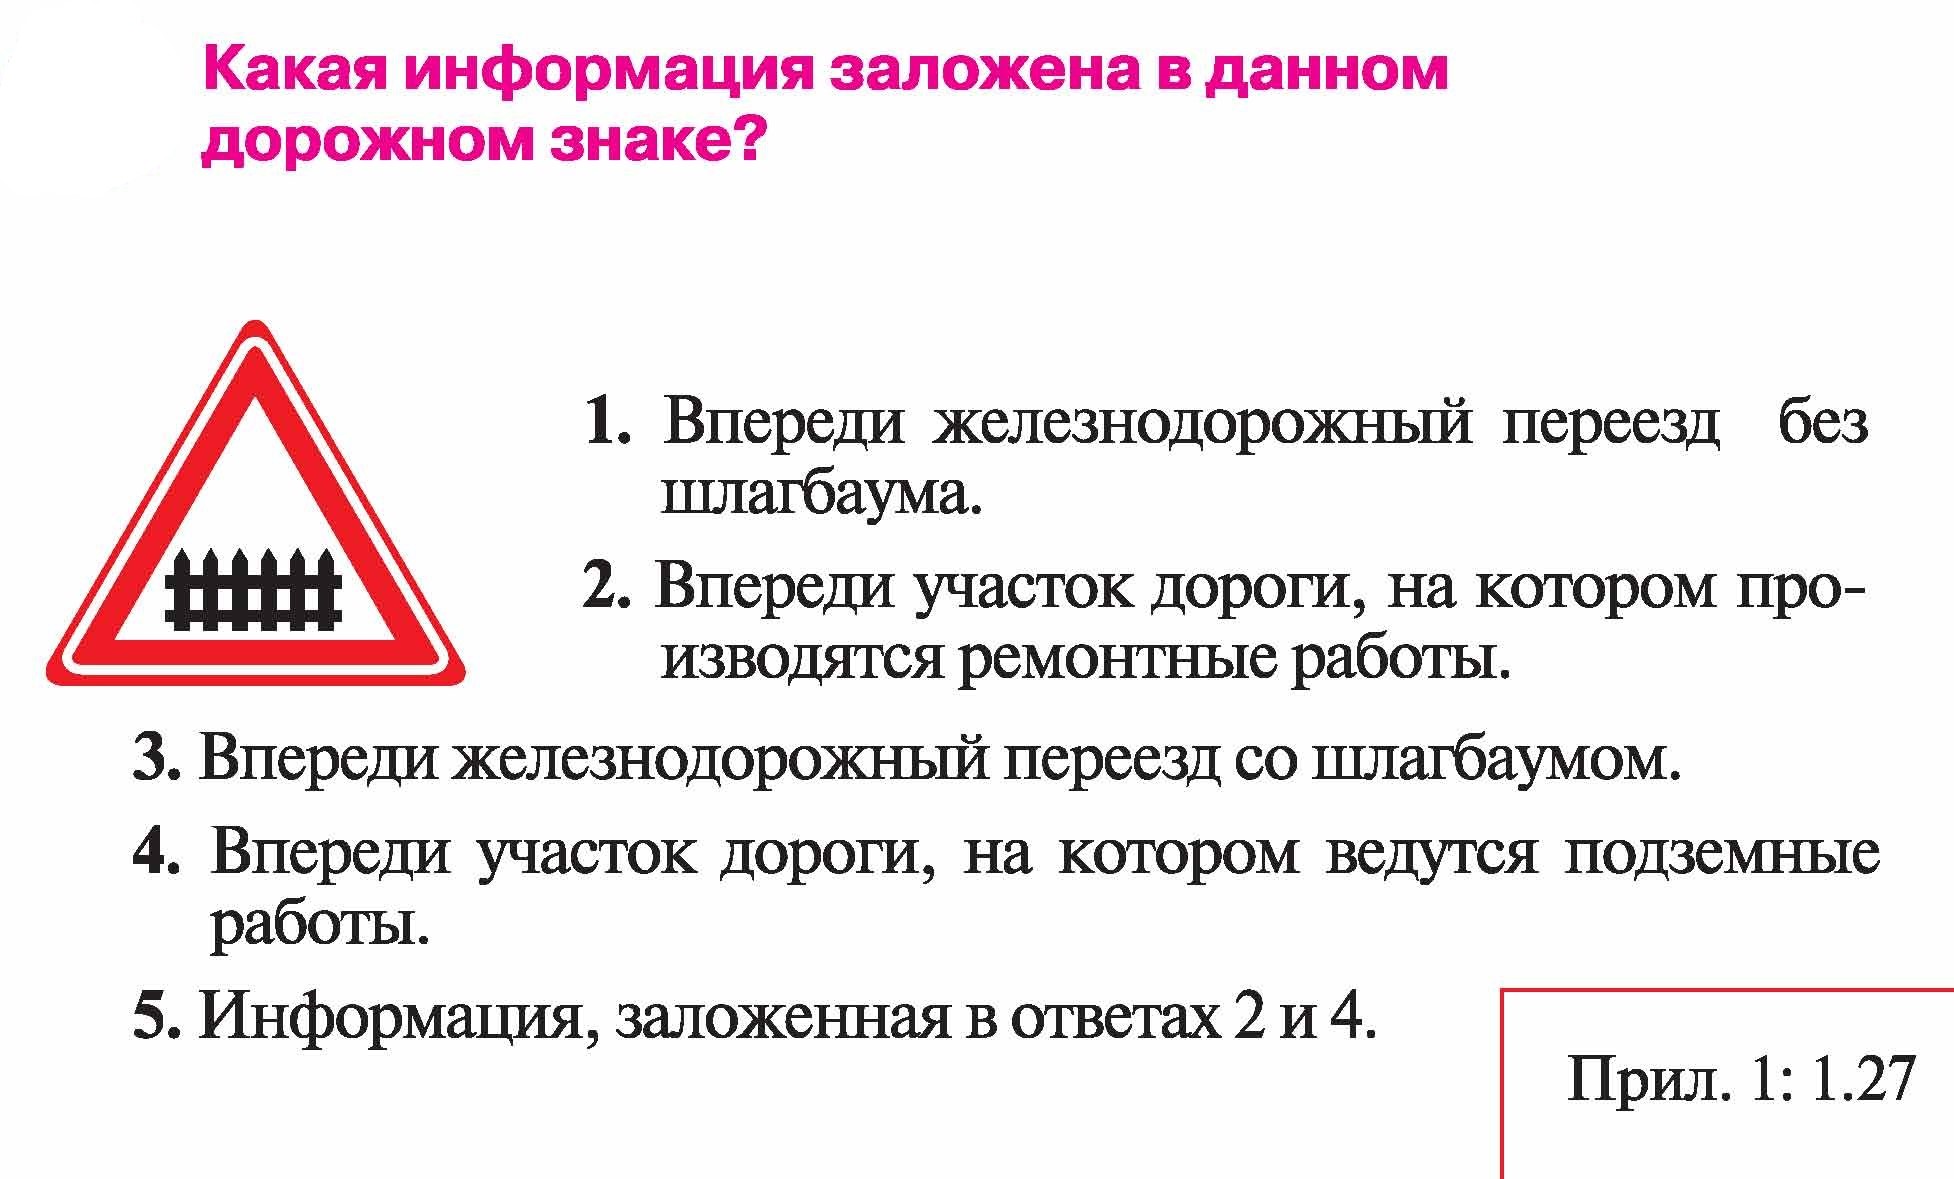 Какая информация заложена в данном
дорожном знаке?
1. Впереди железнодорожный переезд без
шлагбаума.
2. Впереди участок дороги, на котором про-
изводятся ремонтные работы.
3. Впереди железнодорожный переезд со шлагбаумом.
4. Впереди участок дороги, на котором ведутся подземные
работы.
5. Информация, заложенная в ответах 2 и 4.
Прил. 1: 1.27